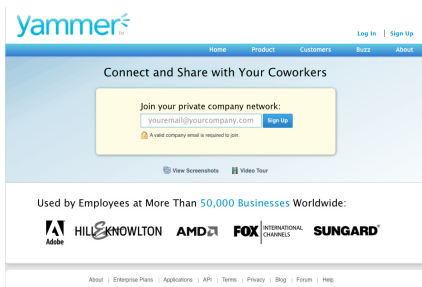 yammer
Log In | Sign Up
Home Product Customers Buzz About
Connect and Share with Your Coworkers
Join your private company network:
youremail@yourcompany.com Sign Up
A valid company email is required to join.
View Screenshots Video Tour
Used by Employees at More Than 50,000 Businesses Worldwide:
Adobe HILL & KNOWLTON AMD FOX INTERNATIONAL CHANNELS SUNGARD
About | Enterprise Plans | Applications | API | Terms | Privacy | Blog | Forum | Help